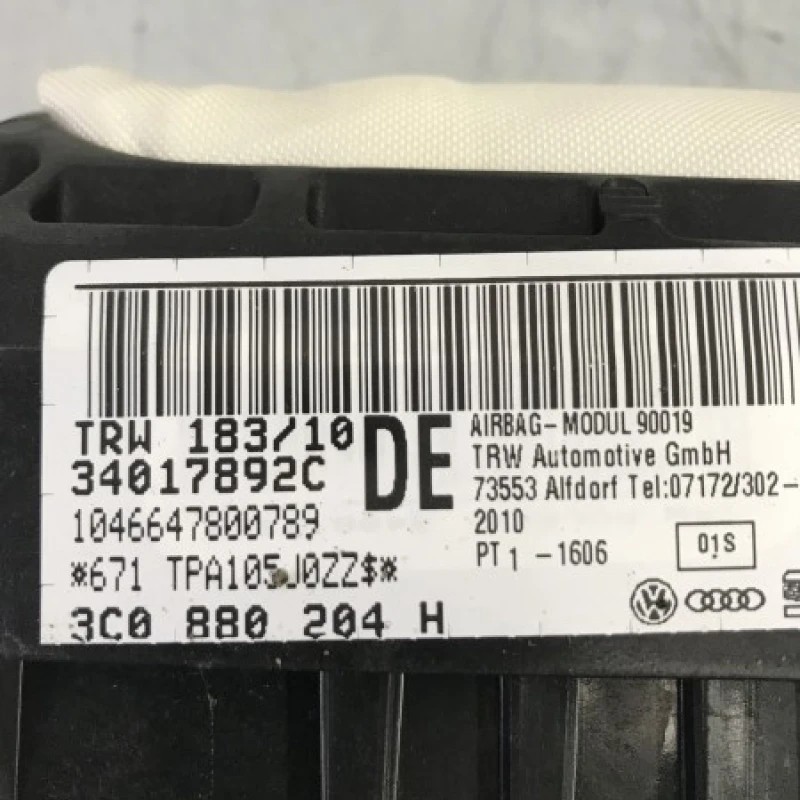 TRW 183/10
34017892C
DE
1046647800789
*671 TPA105J0ZZ$*
3C0 880 204 H
AIRBAG-MODUL 90019
TRW Automotive GmbH
73553 Alfdorf Tel:07172/302-
2010
PT 1 -1606
01S